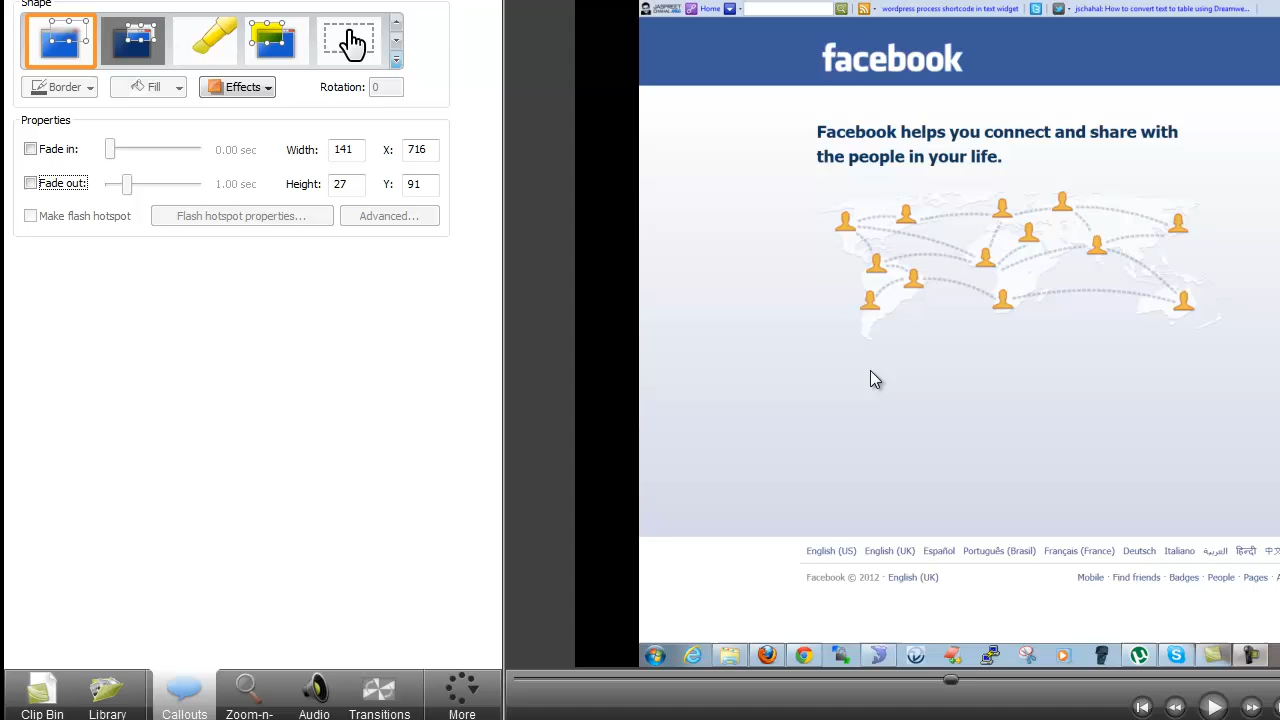 Shape
Border
Fill
Effects
Rotation:
0
Properties
Fade in:
0.00 sec
Width:
141
X:
716
Fade out:
1.00 sec
Height:
27
Y:
91
Make flash hotspot
Flash hotspot properties...
Advanced...
Clip Bin
Library
Callouts
Zoom-n-
Audio
Transitions
More
JASPREET
Home
wordpress process shortcode in text widget
jschahal: How to convert text to table using Dreamwe...
facebook
Facebook helps you connect and share with
the people in your life.
English (US) English (UK) Español Português (Brasil) Français (France) Deutsch Italiano العربية हिन्दी 中文
Facebook © 2012 · English (UK)
Mobile · Find friends · Badges · People · Pages ·